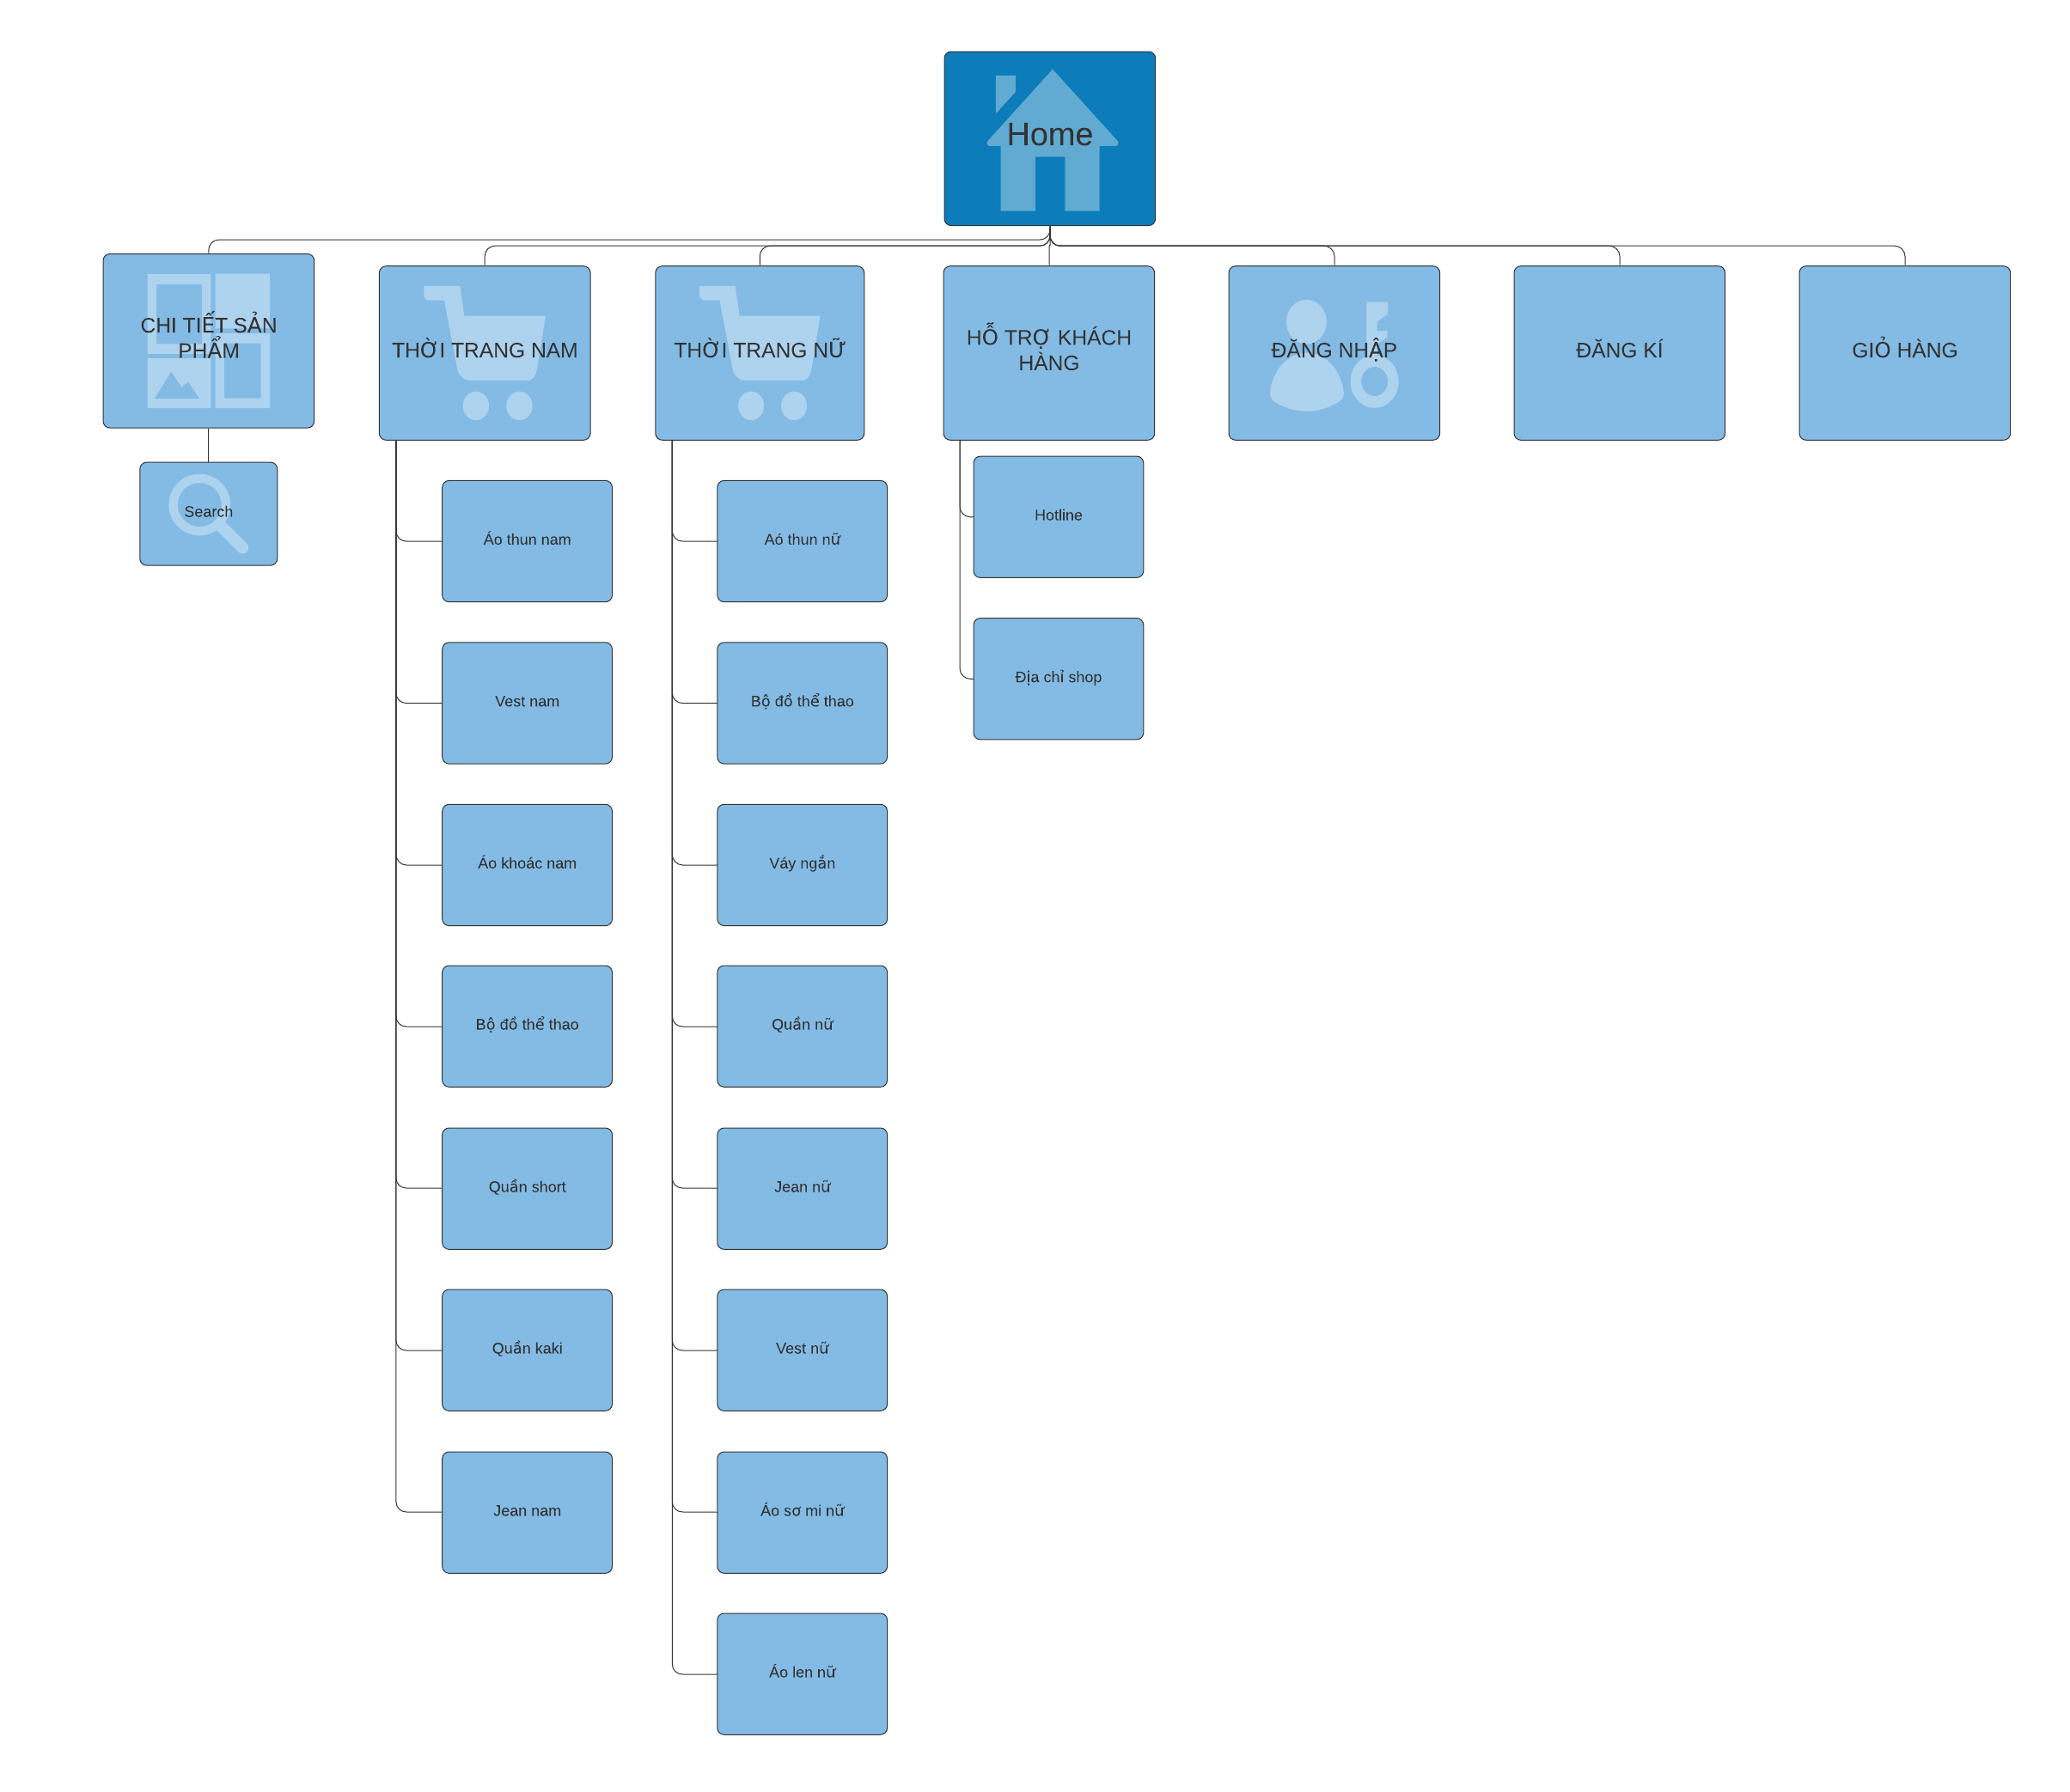 Home
CHI TIẾT SẢN
PHẨM
THỜI TRANG NAM
THỜI TRANG NỮ
HỖ TRỢ KHÁCH
HÀNG
ĐĂNG NHẬP
ĐĂNG KÍ
GIỎ HÀNG
Search
Áo thun nam
Vest nam
Áo khoác nam
Bộ đồ thể thao
Quần short
Quần kaki
Jean nam
Aó thun nữ
Bộ đồ thể thao
Váy ngắn
Quần nữ
Jean nữ
Vest nữ
Áo sơ mi nữ
Áo len nữ
Hotline
Địa chỉ shop